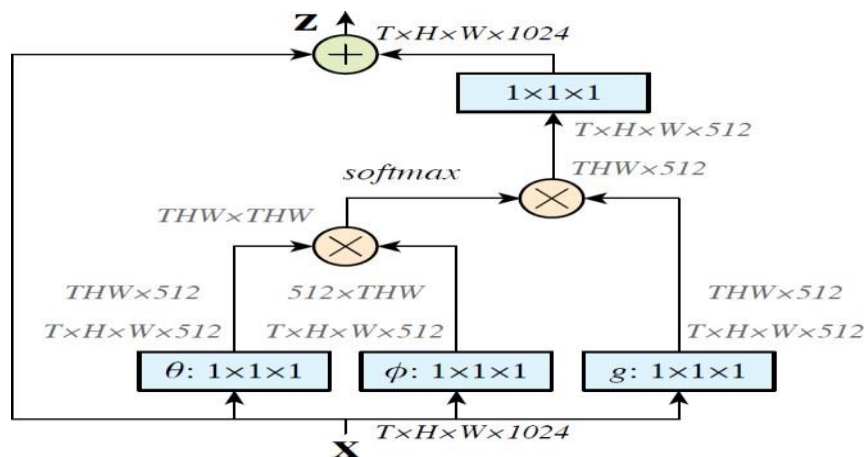 z T×H×W×1024
+
1×1×1
T×H×W×512
softmax THW×512
×
THW×THW
×
THW×512 512×THW THW×512
T×H×W×512 T×H×W×512 T×H×W×512
θ: 1×1×1 ϕ: 1×1×1 g: 1×1×1
x T×H×W×1024